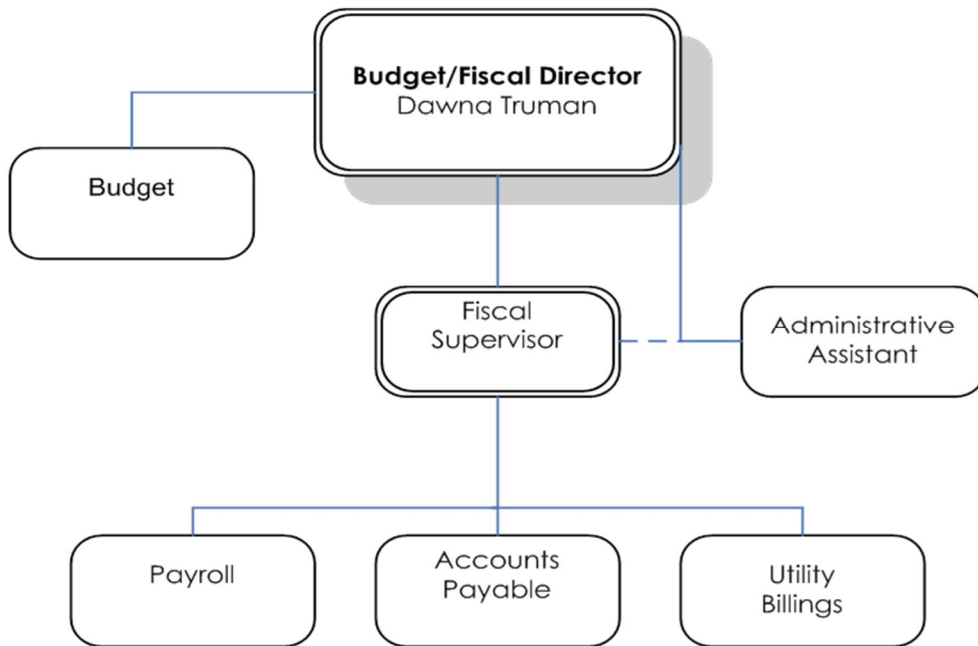 Budget/Fiscal Director
Dawna Truman
Budget
Fiscal
Supervisor
Administrative
Assistant
Payroll
Accounts
Payable
Utility
Billings